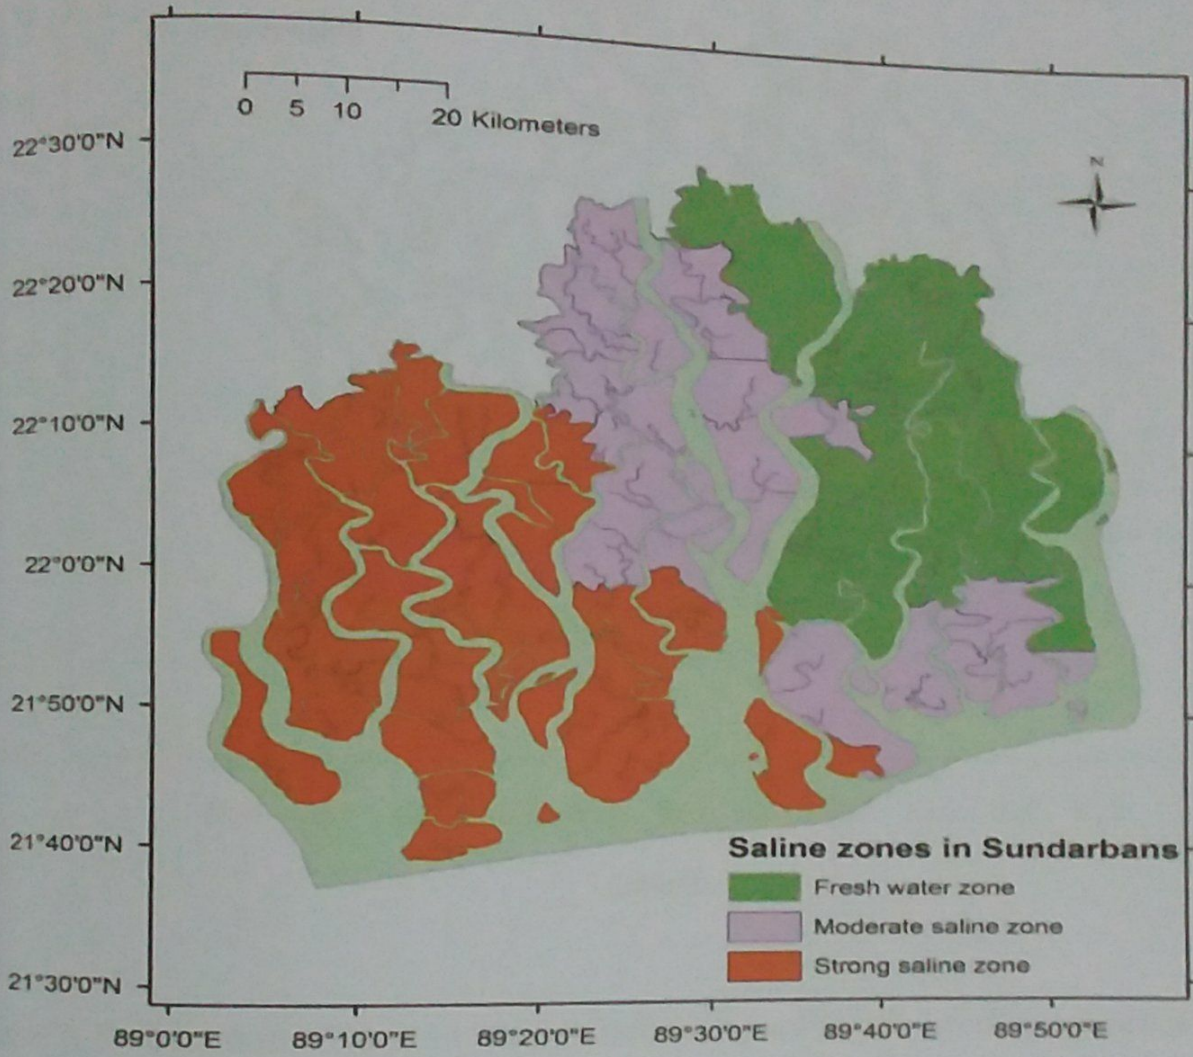 0 5 10 20 Kilometers
N
22°30'0"N
22°20'0"N
22°10'0"N
22°0'0"N
21°50'0"N
21°40'0"N
21°30'0"N
Saline zones in Sundarbans
Fresh water zone
Moderate saline zone
Strong saline zone
89°0'0"E 89°10'0"E 89°20'0"E 89°30'0"E 89°40'0"E 89°50'0"E